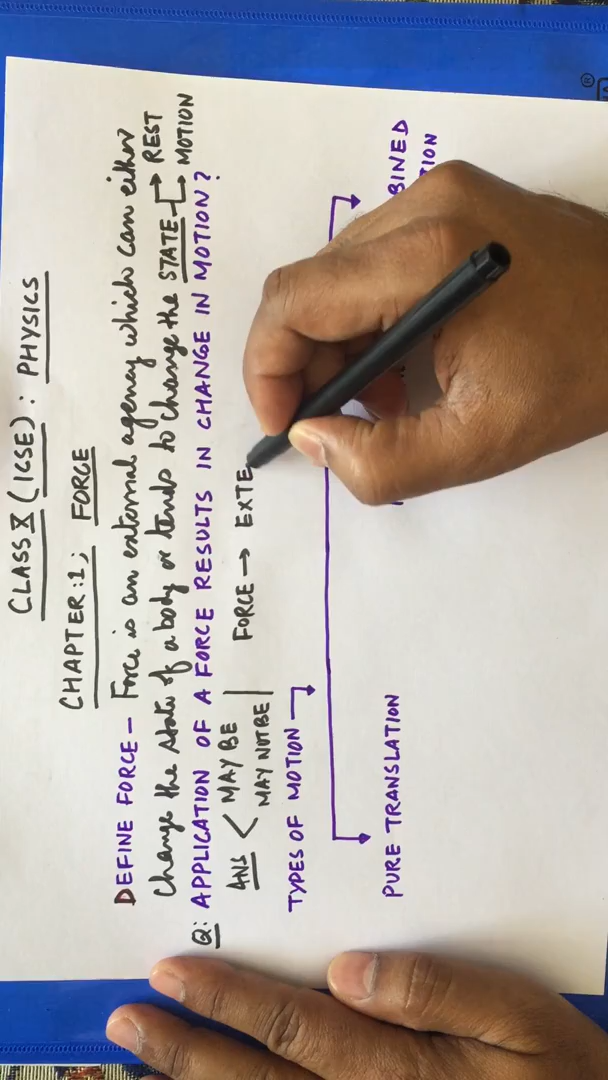 CLASS X (ICSE): PHYSICS
CHAPTER:1; FORCE
DEFINE FORCE - Force is an external agency which can either
change the state of a body or tends to change the STATE → REST
→ MOTION
Q: APPLICATION OF A FORCE RESULTS IN CHANGE IN MOTION?
ANS < MAY BE
MAY NOT BE
FORCE → EXTE
TYPES OF MOTION
PURE TRANSLATION
BINED
TION